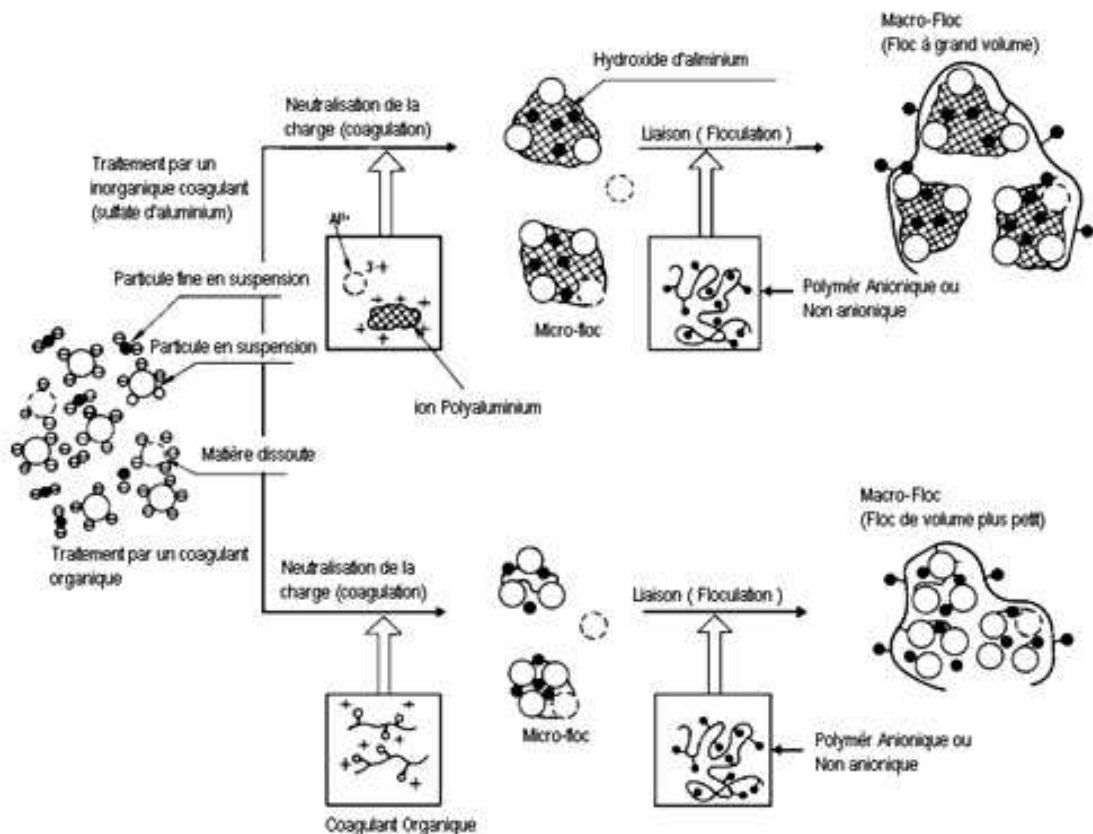 Macro-Floc
(Floc à grand volume)
Hydroxide d'alminium
Neutralisation de la
charge (coagulation)
Liaison ( Floculation )
Traitement par un
inorganique coagulant
(sulfate d'aluminium)
Al³⁺
3-+
Particule fine en suspension
Polymér Anionique ou
Non anionique
Micro-floc
Particule en suspension
ion Polyaluminium
Matière dissoute
Macro-Floc
(Floc de volume plus petit)
Traitement par un coagulant
organique
Neutralisation de la
charge (coagulation)
Liaison ( Floculation )
Micro-floc
Polymér Anionique ou
Non anionique
Coagulant Organique